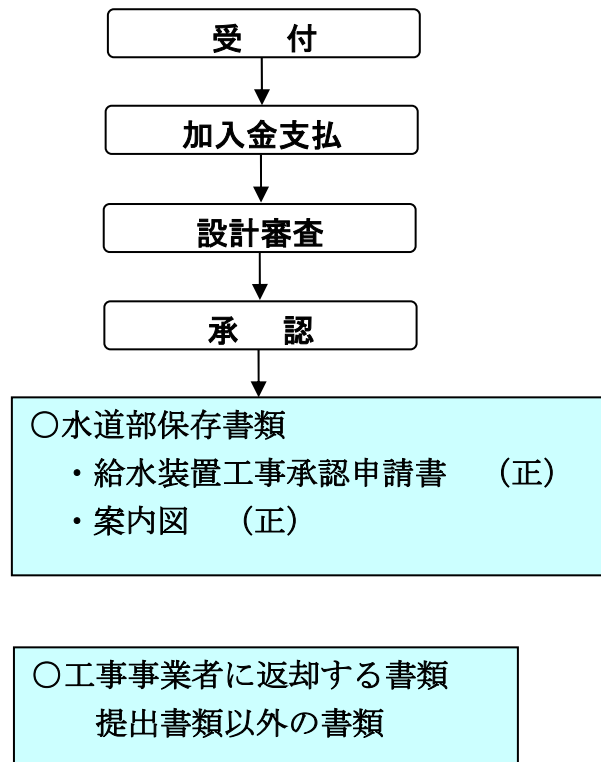 受　付
加入金支払
設計審査
承　認
○水道部保存書類
・給水装置工事承認申請書　（正）
・案内図　（正）
○工事事業者に返却する書類
提出書類以外の書類